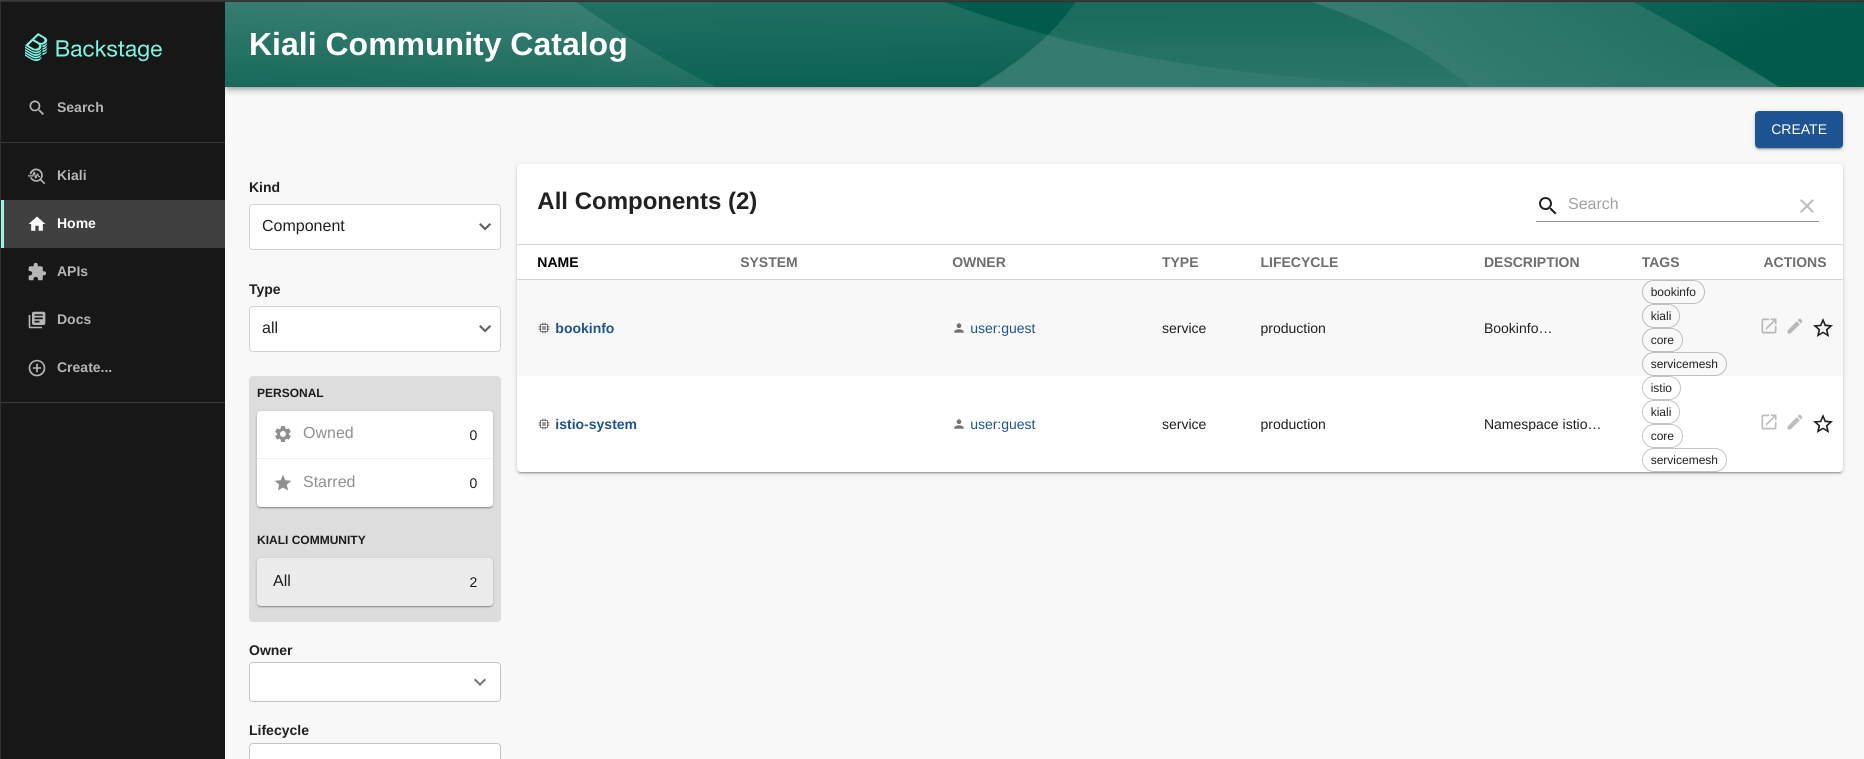 Backstage
Search
Kiali
Home
APIs
Docs
Create...
Kiali Community Catalog
CREATE
Kind
Component
Type
all
PERSONAL
Owned 0
Starred 0
KIALI COMMUNITY
All 2
Owner
Lifecycle
All Components (2)
Search
NAME SYSTEM OWNER TYPE LIFECYCLE DESCRIPTION TAGS ACTIONS
bookinfo user:guest service production Bookinfo…
bookinfo
kiali
core
servicemesh
istio-system user:guest service production Namespace istio…
istio
kiali
core
servicemesh